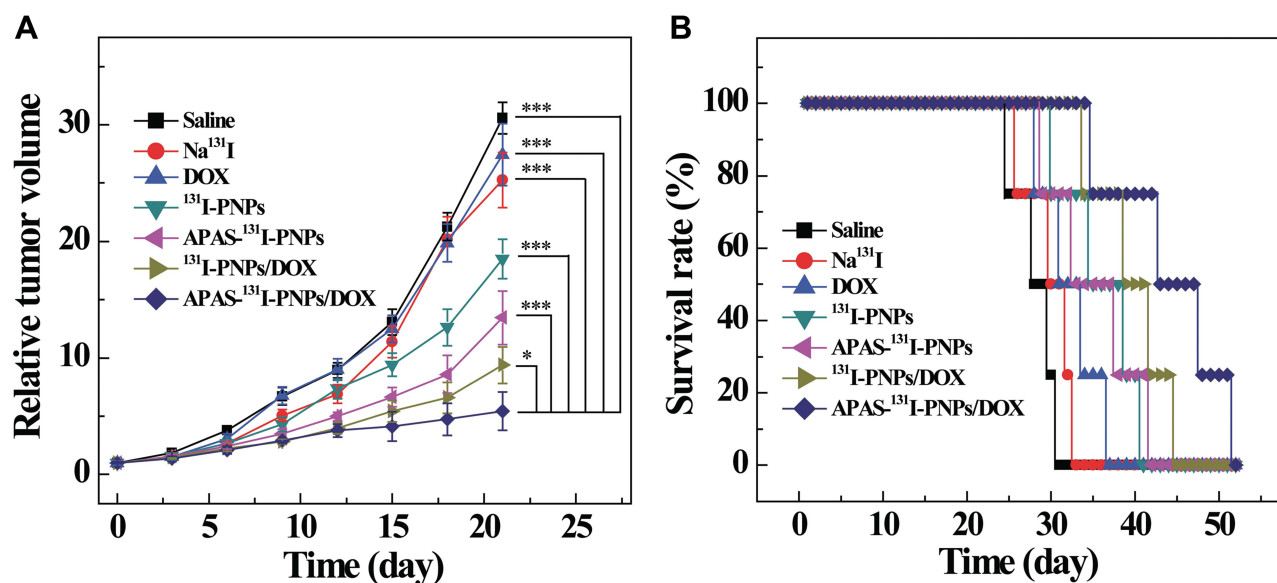 A
Relative tumor volume
30
20
10
0
Saline
Na¹³¹I
DOX
¹³¹I-PNPs
APAS-¹³¹I-PNPs
¹³¹I-PNPs/DOX
APAS-¹³¹I-PNPs/DOX
***
***
***
***
***
*
0 5 10 15 20 25
Time (day)
B
Survival rate (%)
100
80
60
40
20
0
Saline
Na¹³¹I
DOX
¹³¹I-PNPs
APAS-¹³¹I-PNPs
¹³¹I-PNPs/DOX
APAS-¹³¹I-PNPs/DOX
0 10 20 30 40 50
Time (day)